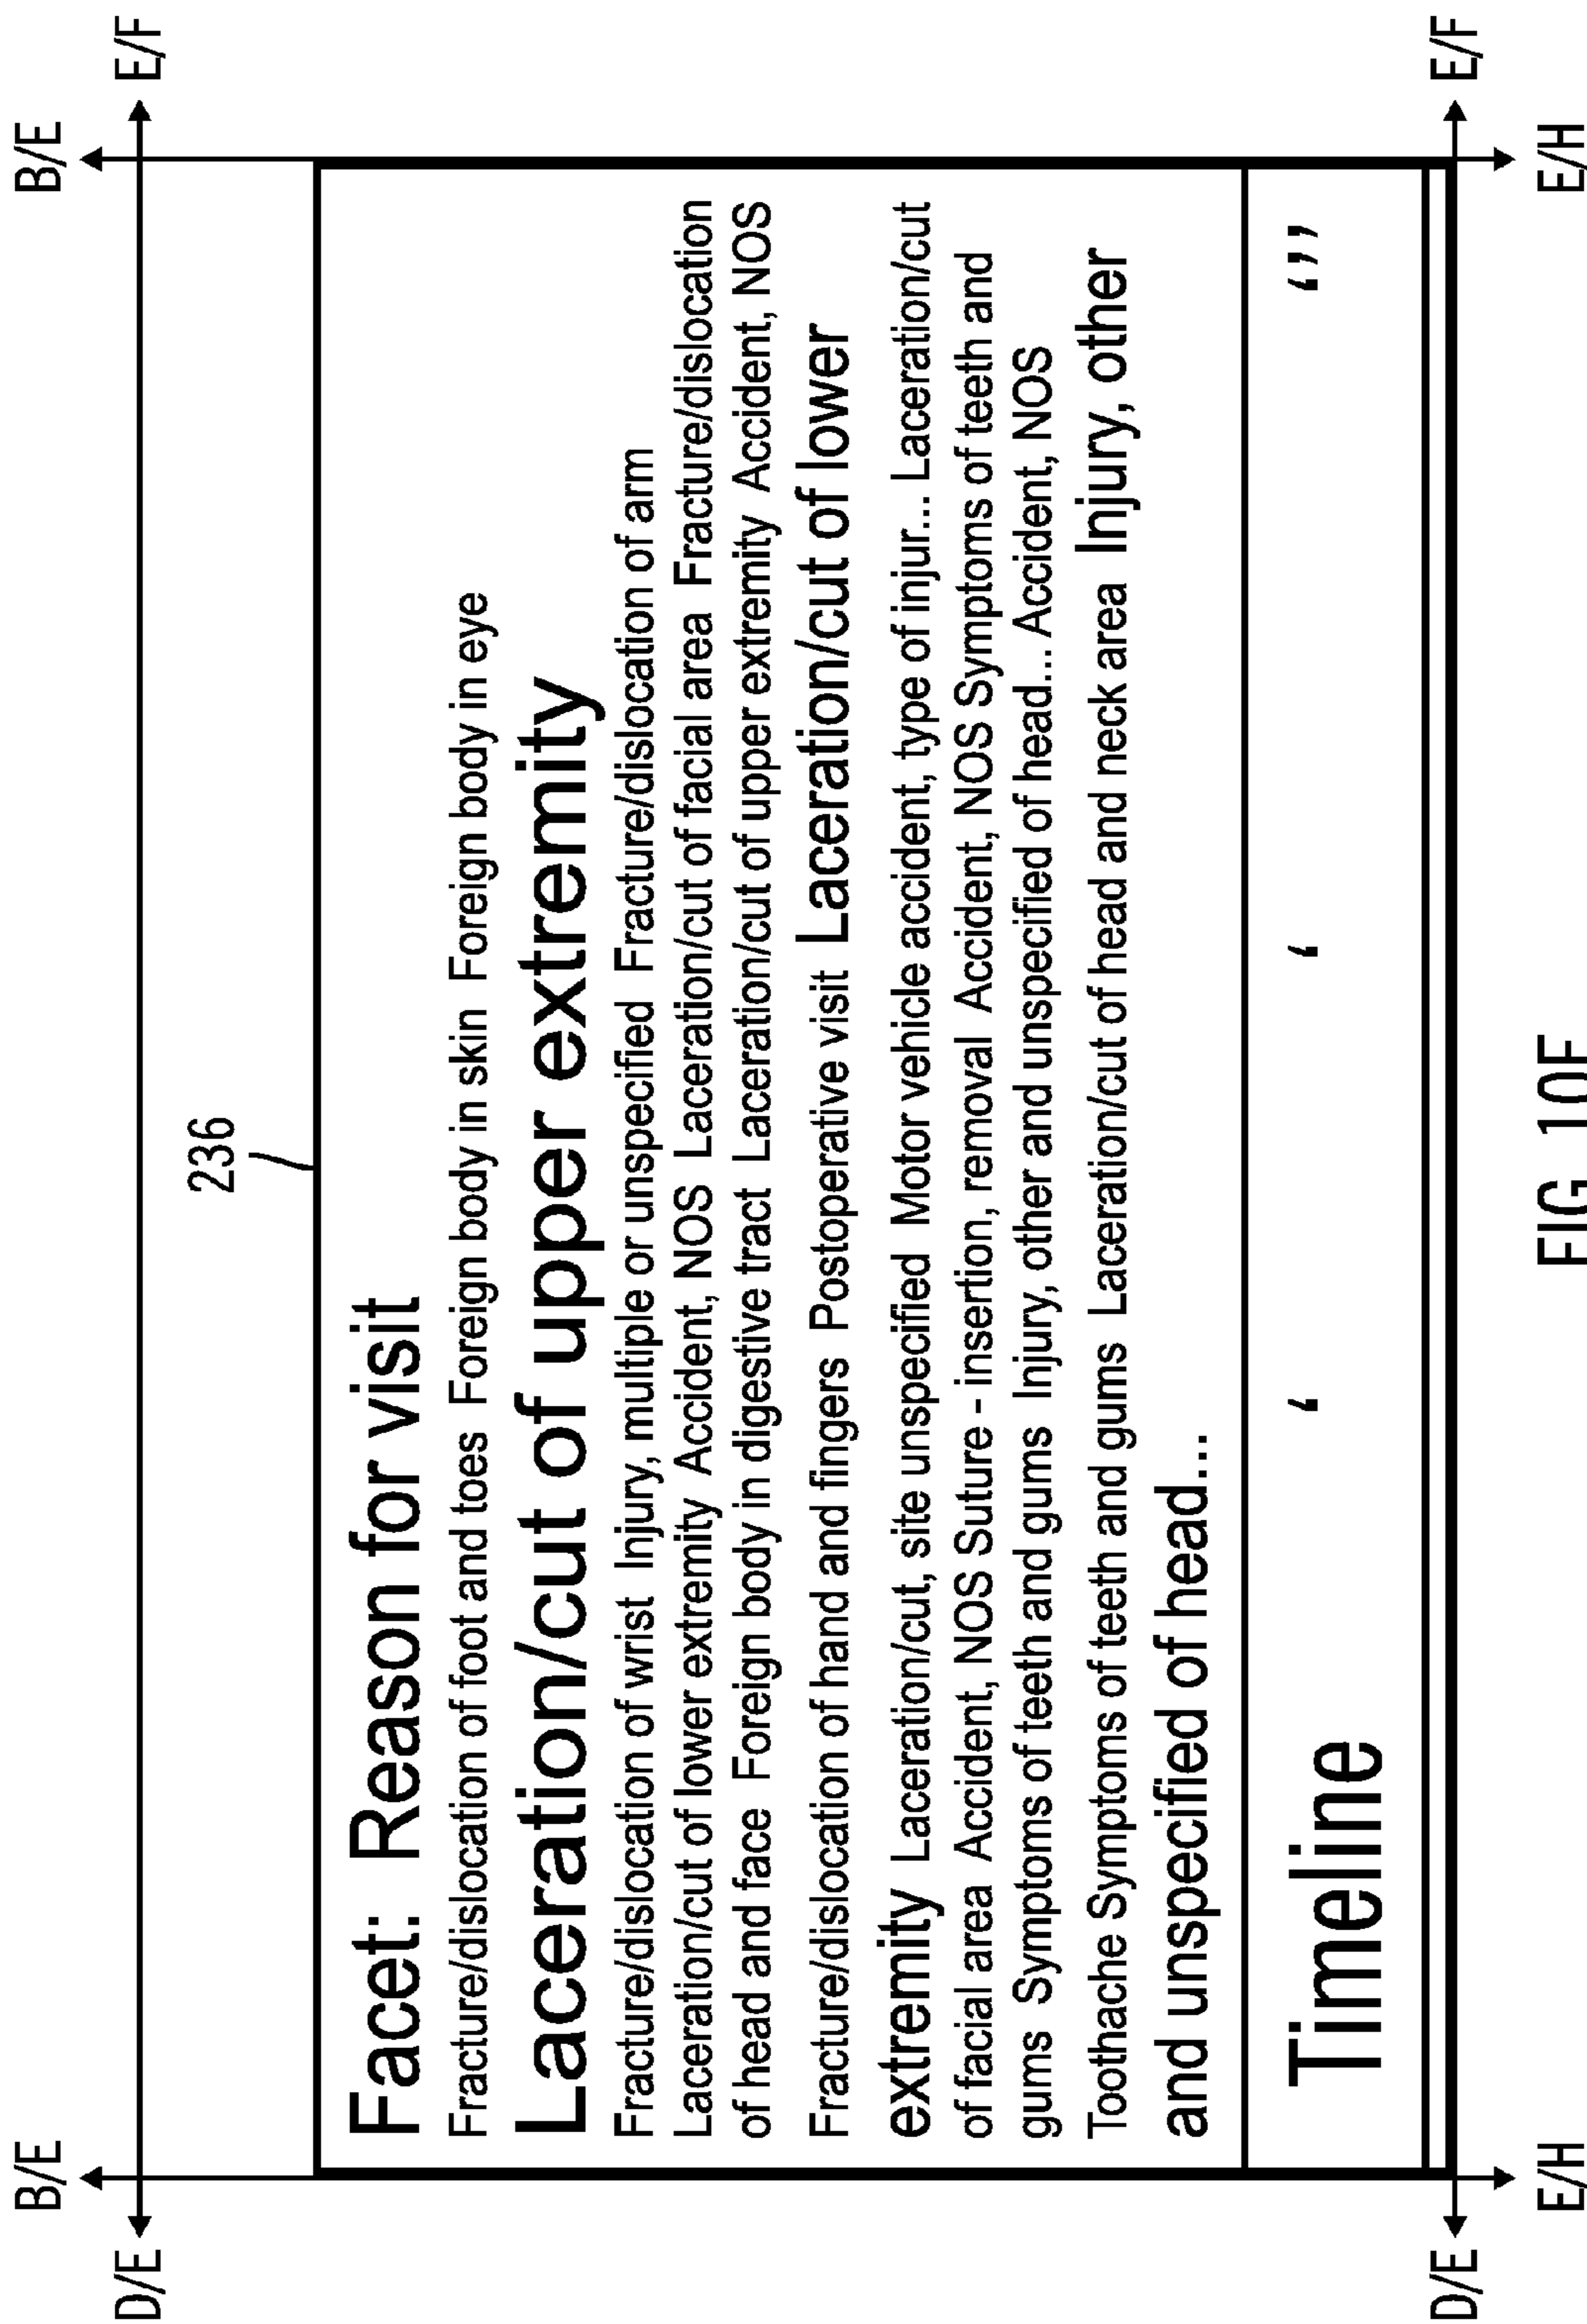 B/E B/E
D/E E/F
236
Facet: Reason for visit
Fracture/dislocation of foot and toes Foreign body in skin Foreign body in eye
Laceration/cut of upper extremity
Fracture/dislocation of wrist Injury, multiple or unspecified Fracture/dislocation of arm
Laceration/cut of lower extremity Accident, NOS Laceration/cut of facial area Fracture/dislocation
of head and face Foreign body in digestive tract Laceration/cut of upper extremity Accident, NOS
Fracture/dislocation of hand and fingers Postoperative visit Laceration/cut of lower
extremity Laceration/cut, site unspecified Motor vehicle accident, type of injur... Laceration/cut
of facial area Accident, NOS Suture - insertion, removal Accident, NOS Symptoms of teeth and
gums Symptoms of teeth and gums Injury, other and unspecified of head... Accident, NOS
Toothache Symptoms of teeth and gums Laceration/cut of head and neck area Injury, other
and unspecified of head...
Timeline ‘ ‘ ‘’’
D/E E/F
E/H E/H
FIG. 10E